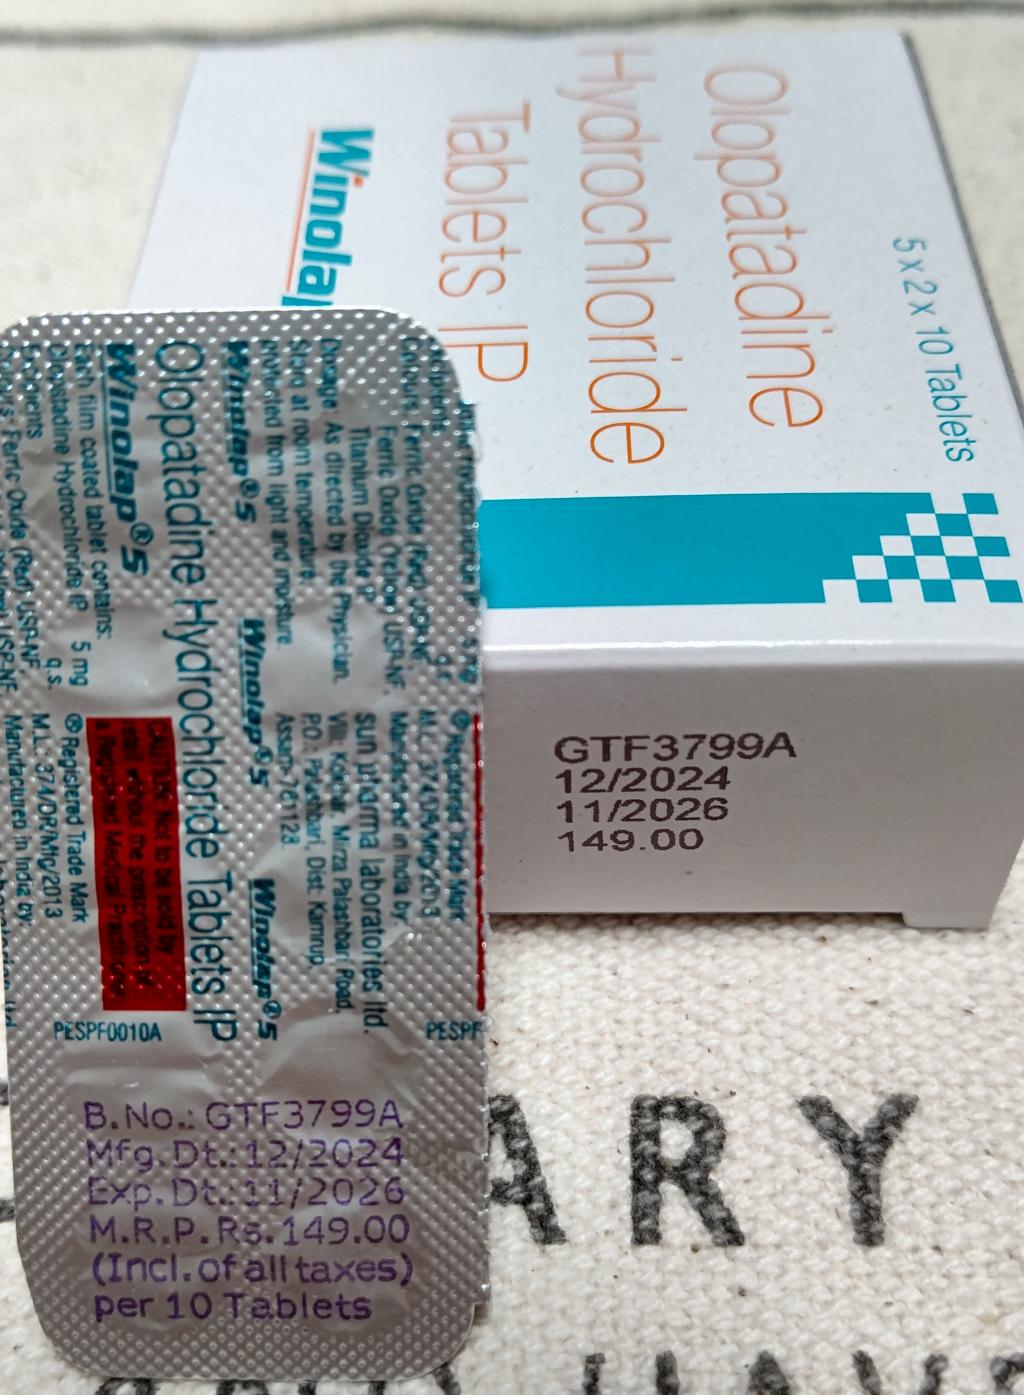 5 x 2 x 10 Tablets
Olopatadine
Hydrochloride
Tablets IP
Winolap
GTF3799A
12/2024
11/2026
149.00
Ferric Oxide (Yellow) USP-NF.
Titanium Dioxide IP
Dosage: As directed by the Physician.
Store at room temperature,
protected from light and moisture.
® Registered Trade Mark
M.L.: 374/DR/Mfg/2013
Manufactured in India by:
Sun Pharma laboratories ltd.
Vill: Kokjhar, Mirza Palashbari Road,
P.O.: Palashbari, Dist. Kamrup,
Assam-781128.
PESPF
Winolap®5 Winolap®5 Winolap®5
Olopatadine Hydrochloride Tablets IP
Winolap®5
Each film coated tablet contains:
Olopatadine Hydrochloride IP 5 mg
Excipients q.s.
Ferric Oxide (Red) USP-NF.
CAUTION: Not to be sold by
retail without the prescription of
a Registered Medical Practitioner.
® Registered Trade Mark
M.L.: 374/DR/Mfg/2013
Manufactured in India by:
PESPF0010A
B.No.: GTF3799A
Mfg.Dt.:12/2024
Exp.Dt.:11/2026
M.R.P.Rs.149.00
(Incl.of all taxes)
per 10 Tablets
ARY